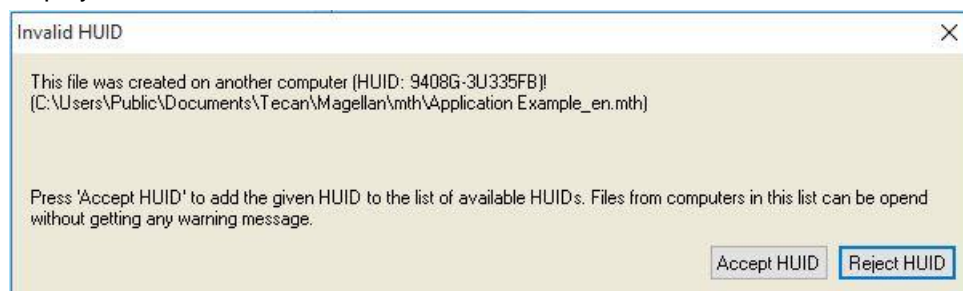 Invalid HUID
This file was created on another computer (HUID: 9408G-3U335FB)!
(C:\Users\Public\Documents\Tecan\Magellan\mth\Application Example_en.mth)
Press 'Accept HUID' to add the given HUID to the list of available HUIDs. Files from computers in this list can be opend
without getting any warning message.
Accept HUID Reject HUID